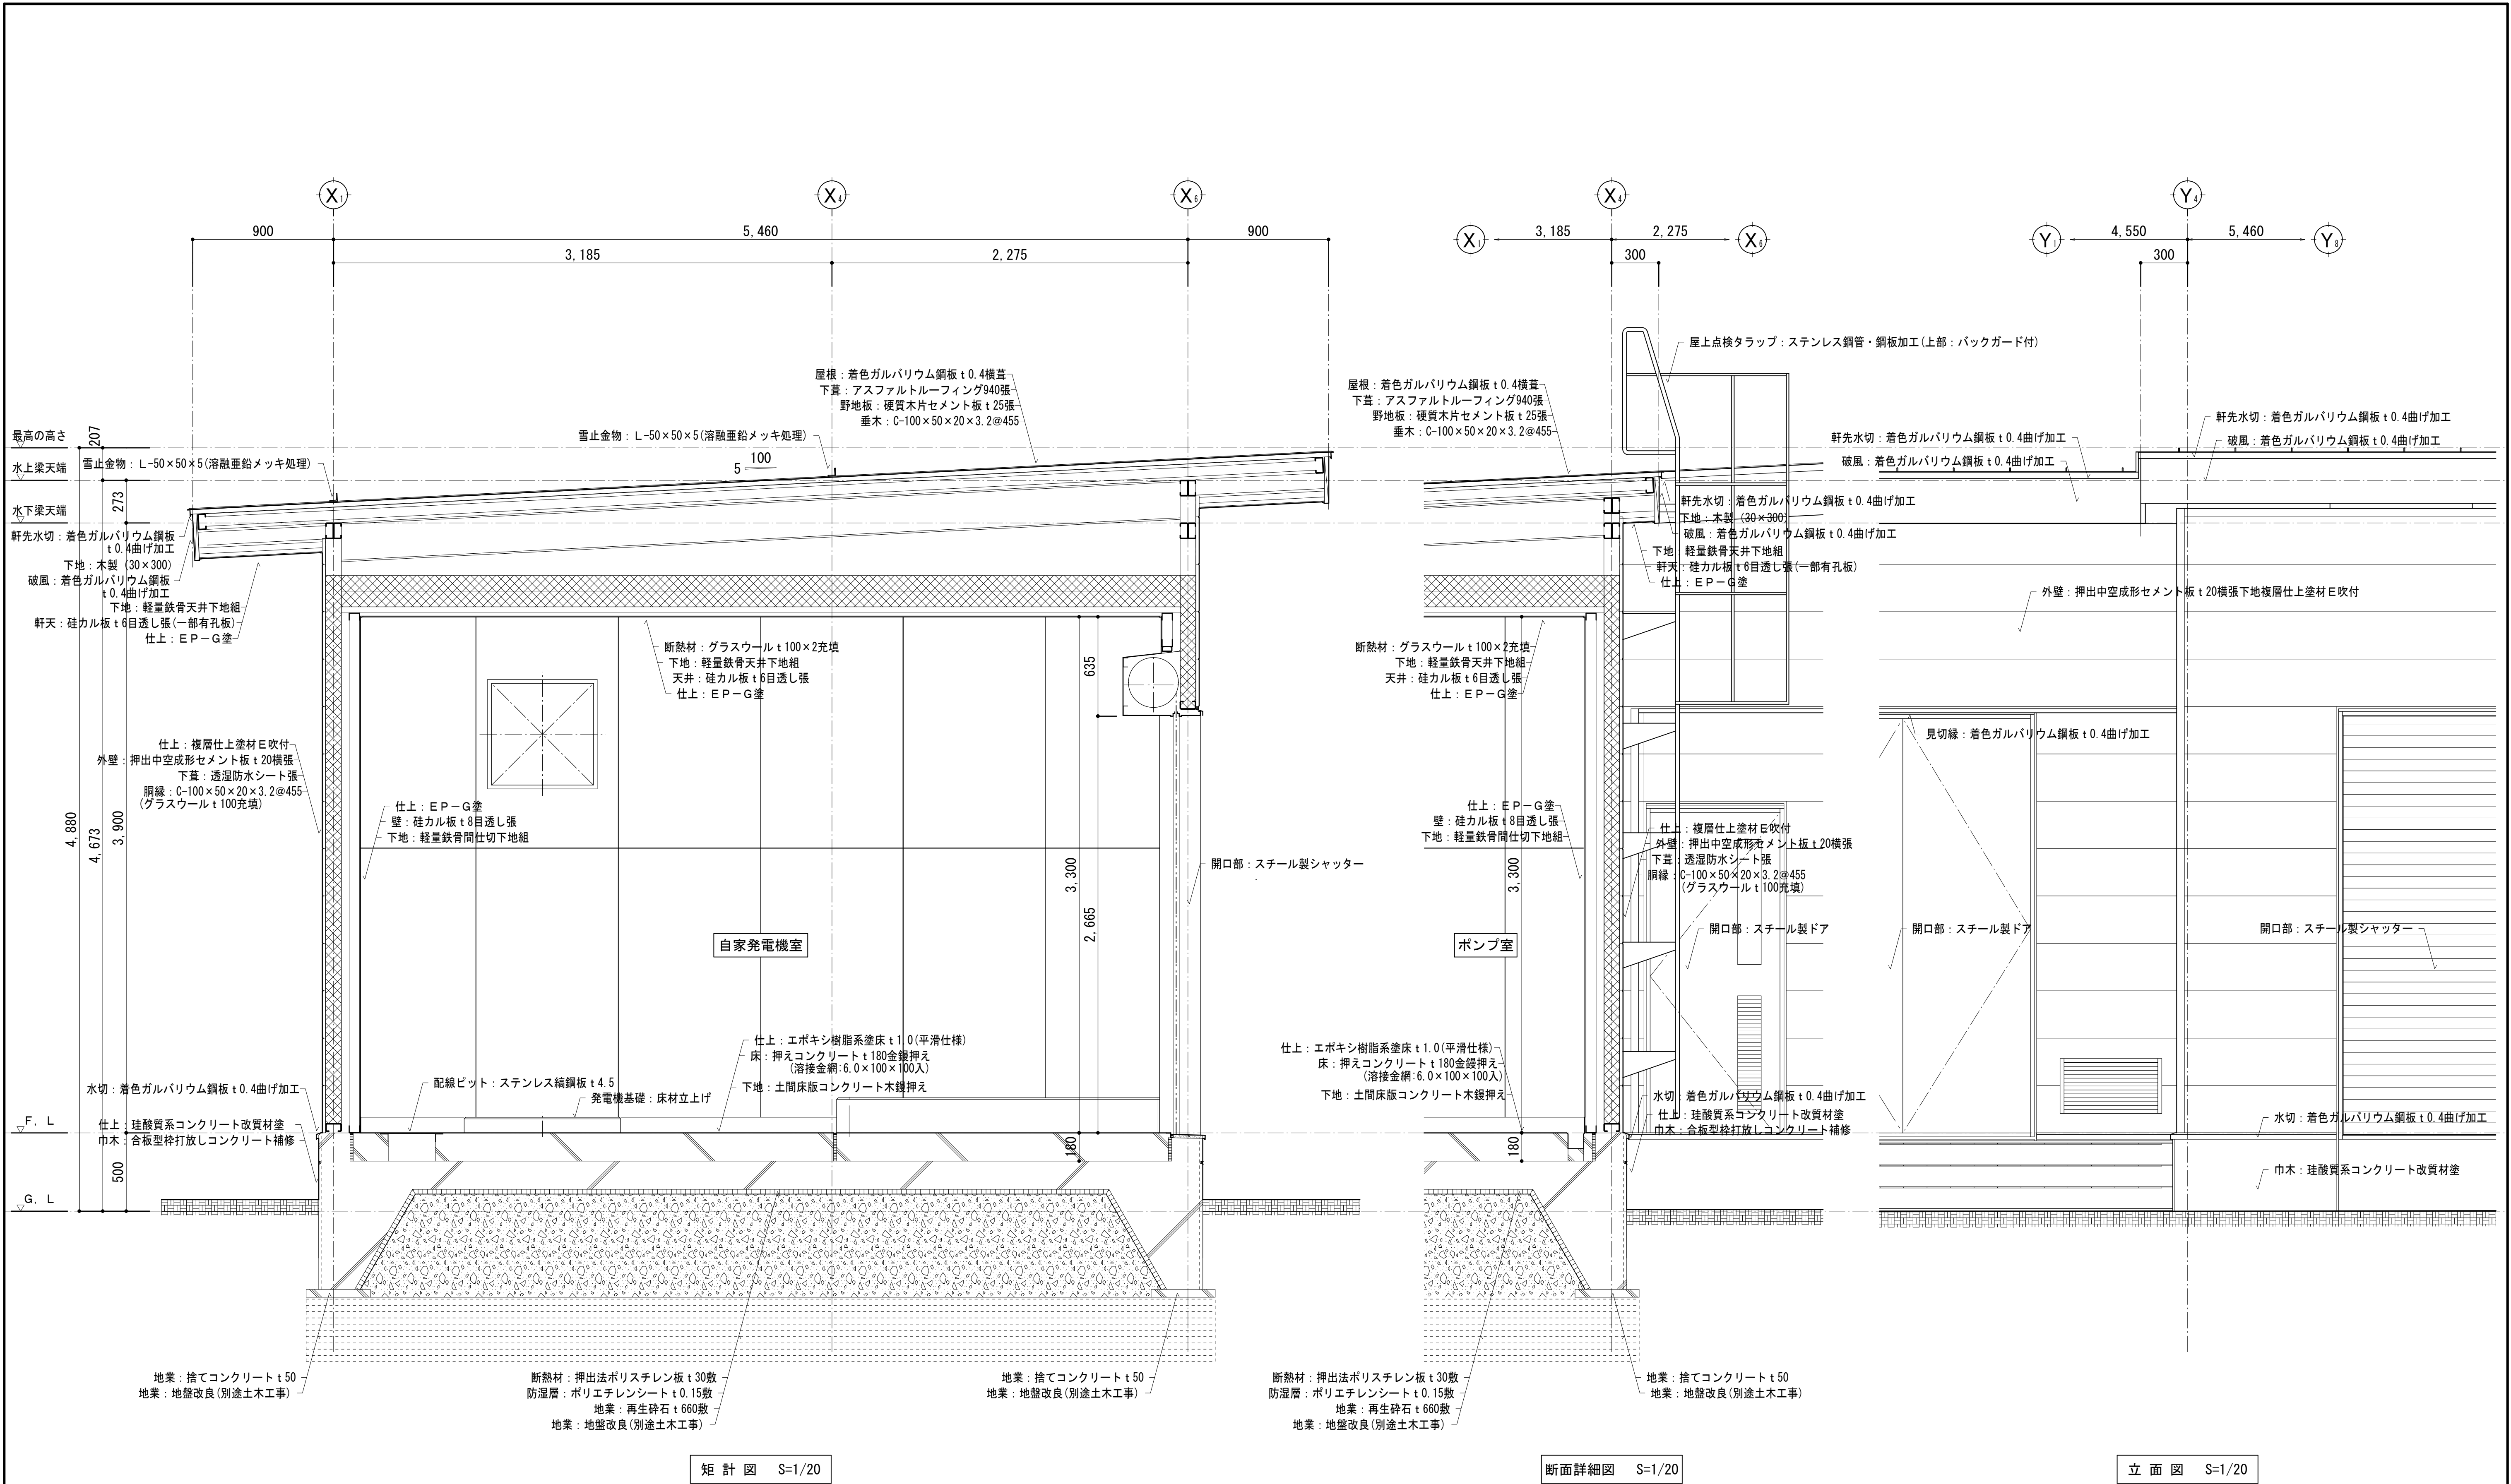 X1
X4
X6
900
5,460
900
3,185
2,275
最高の高さ
水上梁天端
水下梁天端
F. L
G. L
207
273
4,880
4,673
3,900
500
雪止金物：L-50×50×5(溶融亜鉛メッキ処理)
雪止金物：L-50×50×5(溶融亜鉛メッキ処理)
100
5
屋根：着色ガルバリウム鋼板ｔ0.4横葺
下葺：アスファルトルーフィング940張
野地板：硬質木片セメント板ｔ25張
垂木：C-100×50×20×3.2@455
軒先水切：着色ガルバリウム鋼板
ｔ0.4曲げ加工
下地：木製 (30×300)
破風：着色ガルバリウム鋼板
ｔ0.4曲げ加工
下地：軽量鉄骨天井下地組
軒天：硅カル板ｔ6目透し張(一部有孔板)
仕上：ＥＰ－Ｇ塗
断熱材：グラスウールｔ100×2充填
下地：軽量鉄骨天井下地組
天井：硅カル板ｔ6目透し張
仕上：ＥＰ－Ｇ塗
635
仕上：複層仕上塗材Ｅ吹付
外壁：押出中空成形セメント板ｔ20横張
下葺：透湿防水シート張
胴縁：C-100×50×20×3.2@455
(グラスウールｔ100充填)
仕上：ＥＰ－Ｇ塗
壁：硅カル板ｔ8目透し張
下地：軽量鉄骨間仕切下地組
3,300
2,665
開口部：スチール製シャッター
自家発電機室
仕上：エポキシ樹脂系塗床ｔ1.0(平滑仕様)
床：押えコンクリートｔ180金鏝押え
(溶接金網:6.0×100×100入)
下地：土間床版コンクリート木鏝押え
配線ピット：ステンレス縞鋼板ｔ4.5
発電機基礎：床材立上げ
水切：着色ガルバリウム鋼板ｔ0.4曲げ加工
仕上：珪酸質系コンクリート改質材塗
巾木：合板型枠打放しコンクリート補修
180
地業：捨てコンクリートｔ50
地業：地盤改良(別途土木工事)
断熱材：押出法ポリスチレン板ｔ30敷
防湿層：ポリエチレンシートｔ0.15敷
地業：再生砕石ｔ660敷
地業：地盤改良(別途土木工事)
地業：捨てコンクリートｔ50
地業：地盤改良(別途土木工事)
矩 計 図　S=1/20
X4
X1
3,185
2,275
X6
300
屋上点検タラップ：ステンレス鋼管・鋼板加工(上部：バックガード付)
屋根：着色ガルバリウム鋼板ｔ0.4横葺
下葺：アスファルトルーフィング940張
野地板：硬質木片セメント板ｔ25張
垂木：C-100×50×20×3.2@455
軒先水切：着色ガルバリウム鋼板ｔ0.4曲げ加工
下地：木製 (30×300)
破風：着色ガルバリウム鋼板ｔ0.4曲げ加工
下地：軽量鉄骨天井下地組
軒天：硅カル板ｔ6目透し張(一部有孔板)
仕上：ＥＰ－Ｇ塗
断熱材：グラスウールｔ100×2充填
下地：軽量鉄骨天井下地組
天井：硅カル板ｔ6目透し張
仕上：ＥＰ－Ｇ塗
仕上：ＥＰ－Ｇ塗
壁：硅カル板ｔ8目透し張
下地：軽量鉄骨間仕切下地組
3,300
仕上：複層仕上塗材Ｅ吹付
外壁：押出中空成形セメント板ｔ20横張
下葺：透湿防水シート張
胴縁：C-100×50×20×3.2@455
(グラスウールｔ100充填)
ポンプ室
開口部：スチール製ドア
仕上：エポキシ樹脂系塗床ｔ1.0(平滑仕様)
床：押えコンクリートｔ180金鏝押え
(溶接金網:6.0×100×100入)
下地：土間床版コンクリート木鏝押え
水切：着色ガルバリウム鋼板ｔ0.4曲げ加工
仕上：珪酸質系コンクリート改質材塗
巾木：合板型枠打放しコンクリート補修
180
断熱材：押出法ポリスチレン板ｔ30敷
防湿層：ポリエチレンシートｔ0.15敷
地業：再生砕石ｔ660敷
地業：地盤改良(別途土木工事)
地業：捨てコンクリートｔ50
地業：地盤改良(別途土木工事)
断面詳細図　S=1/20
Y4
Y1
4,550
5,460
Y8
300
軒先水切：着色ガルバリウム鋼板ｔ0.4曲げ加工
破風：着色ガルバリウム鋼板ｔ0.4曲げ加工
軒先水切：着色ガルバリウム鋼板ｔ0.4曲げ加工
破風：着色ガルバリウム鋼板ｔ0.4曲げ加工
外壁：押出中空成形セメント板ｔ20横張下地複層仕上塗材Ｅ吹付
見切縁：着色ガルバリウム鋼板ｔ0.4曲げ加工
開口部：スチール製ドア
開口部：スチール製シャッター
水切：着色ガルバリウム鋼板ｔ0.4曲げ加工
巾木：珪酸質系コンクリート改質材塗
立 面 図　S=1/20